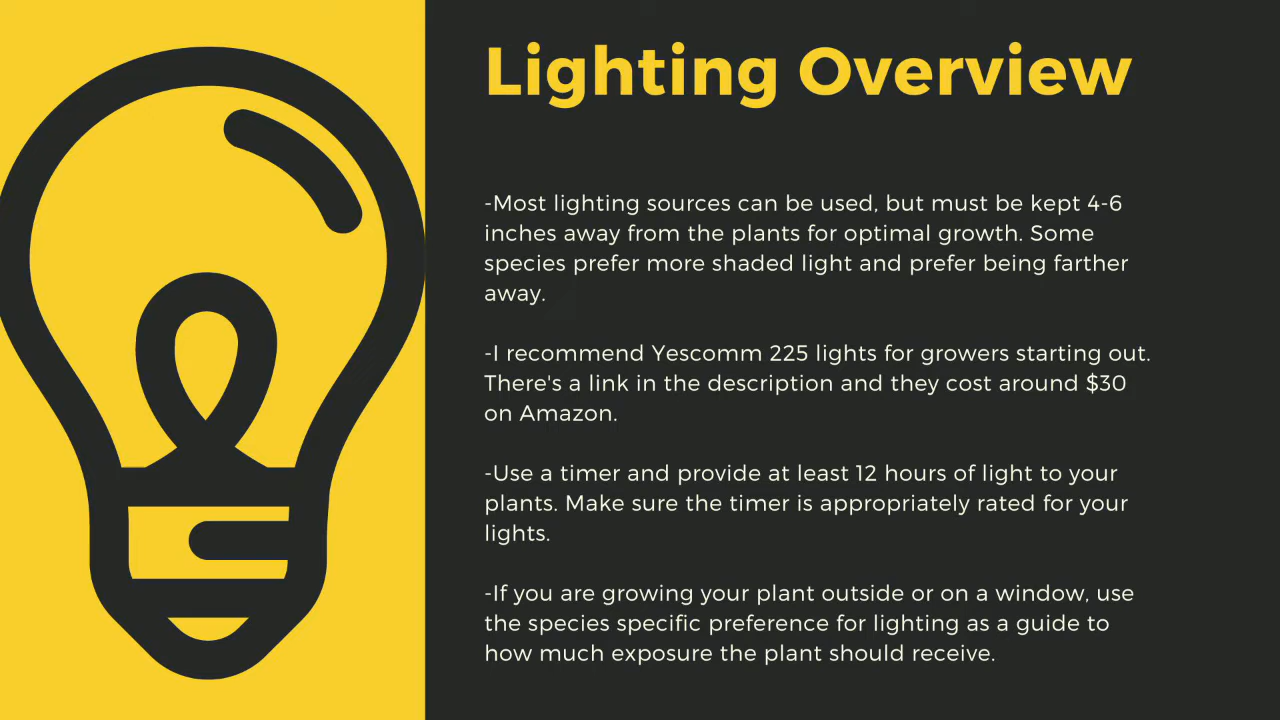 Lighting Overview
-Most lighting sources can be used, but must be kept 4-6
inches away from the plants for optimal growth. Some
species prefer more shaded light and prefer being farther
away.
-I recommend Yescomm 225 lights for growers starting out.
There's a link in the description and they cost around $30
on Amazon.
-Use a timer and provide at least 12 hours of light to your
plants. Make sure the timer is appropriately rated for your
lights.
-If you are growing your plant outside or on a window, use
the species specific preference for lighting as a guide to
how much exposure the plant should receive.